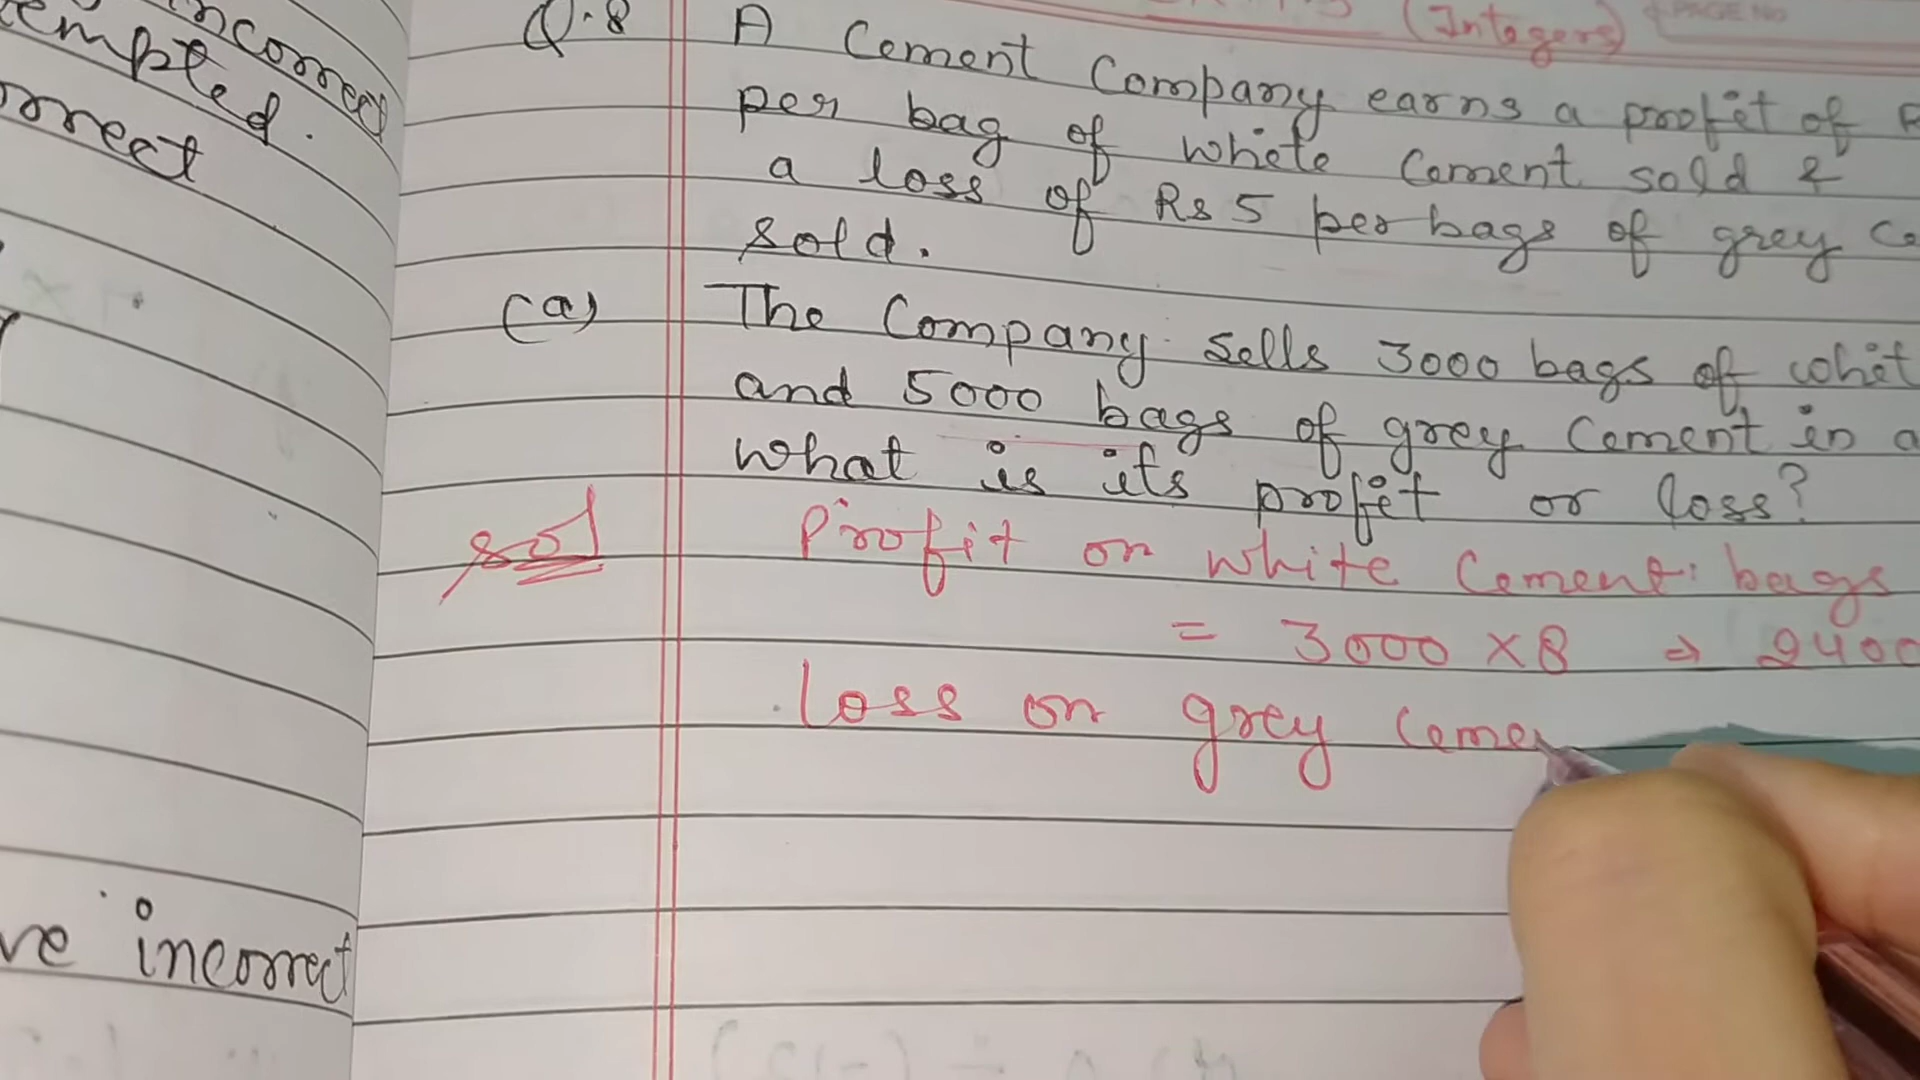 incorrect
empted.
orrect
ve incorrect
(Integers)
PAGE No
Q.8 A Cement Company earns a profit of R
per bag of white Cement sold &
a loss of Rs 5 per bags of grey Ce
sold.
(a) The Company sells 3000 bags of whit
and 5000 bags of grey Cement in a
what is its profit or loss?
sol Profit on white Cement bags
= 3000 × 8 ⇒ 2400
Loss on grey Ceme